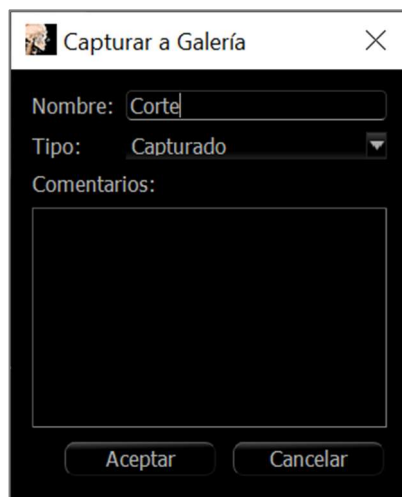 Capturar a Galería
Nombre: Corte
Tipo: Capturado
Comentarios:
Aceptar Cancelar